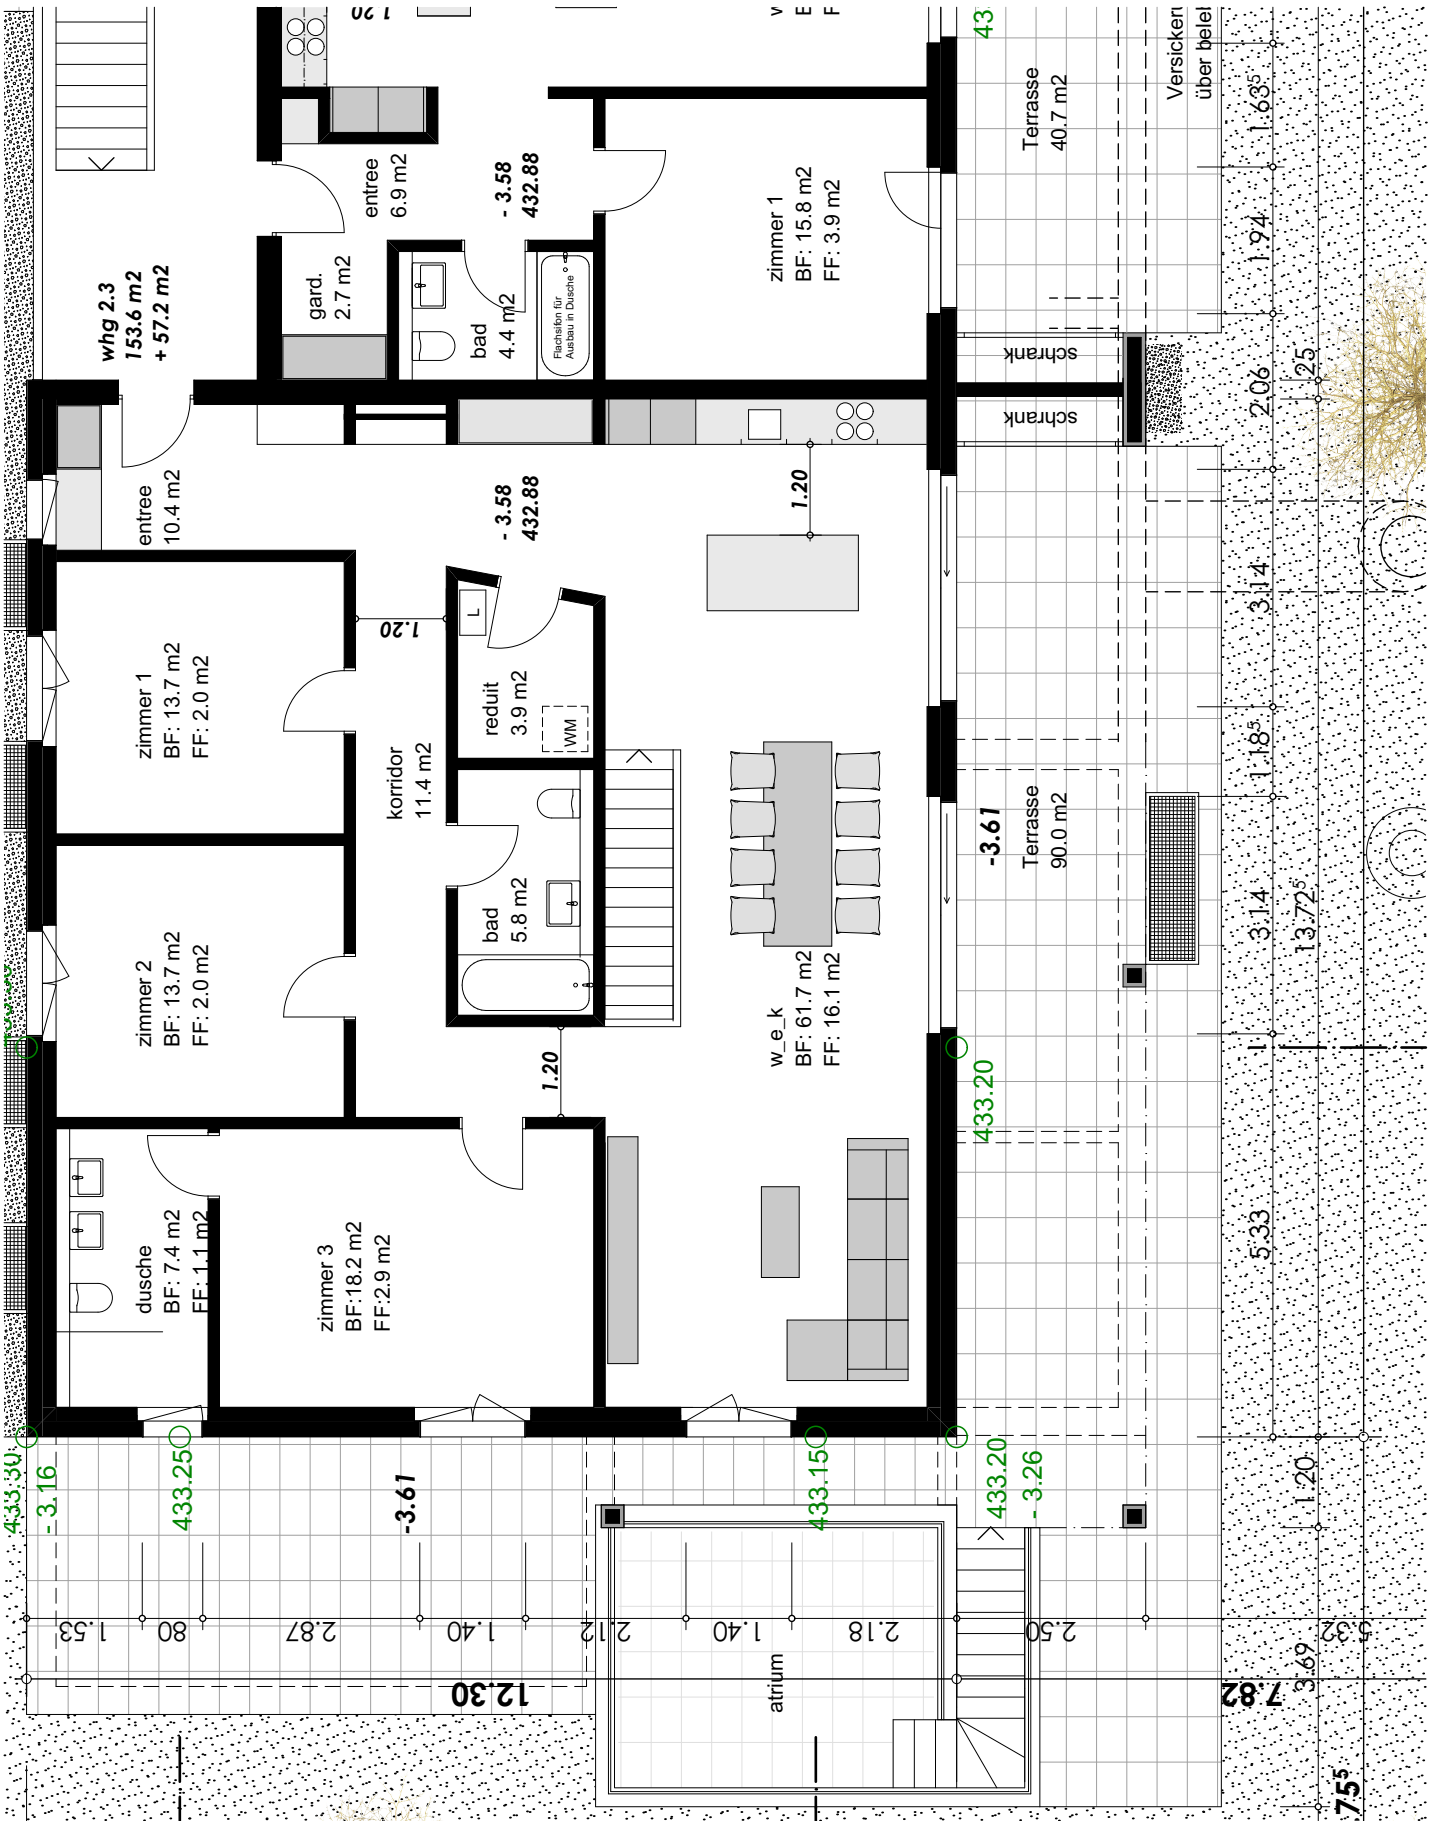 1.20
entree
6.9 m2
- 3.58
432.88
whg 2.3
153.6 m2
+ 57.2 m2
gard.
2.7 m2
bad
4.4 m2
Flachsifon für
Ausbau in Dusche
zimmer 1
BF: 15.8 m2
FF: 3.9 m2
Terrasse
40.7 m2
schrank
schrank
entree
10.4 m2
- 3.58
432.88
1.20
zimmer 1
BF: 13.7 m2
FF: 2.0 m2
1.20
L
reduit
3.9 m2
WM
korridor
11.4 m2
zimmer 2
BF: 13.7 m2
FF: 2.0 m2
bad
5.8 m2
1.20
w_e_k
BF: 61.7 m2
FF: 16.1 m2
-3.61
Terrasse
90.0 m2
dusche
BF: 7.4 m2
FF: 1.1 m2
zimmer 3
BF:18.2 m2
FF:2.9 m2
433.20
433.30
- 3.16
433.25
-3.61
433.15
433.20
- 3.26
atrium
1.53
80
2.87
1.40
2.12
1.40
2.18
2.50
5.32
12.30
7.82
1.63⁵
1.94
2.06
25
3.14
1.18⁵
3.14
13.72⁵
5.33
1.20
3.69
75⁵